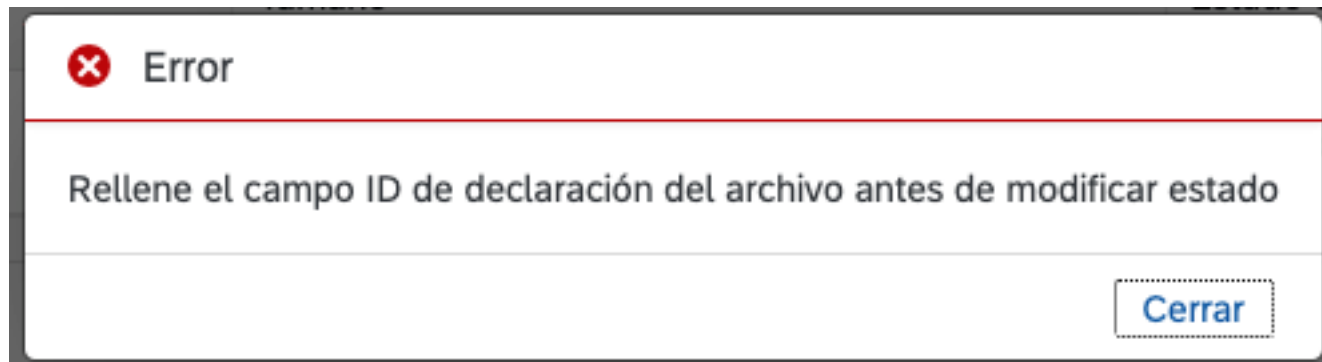 Error
Rellene el campo ID de declaración del archivo antes de modificar estado
Cerrar